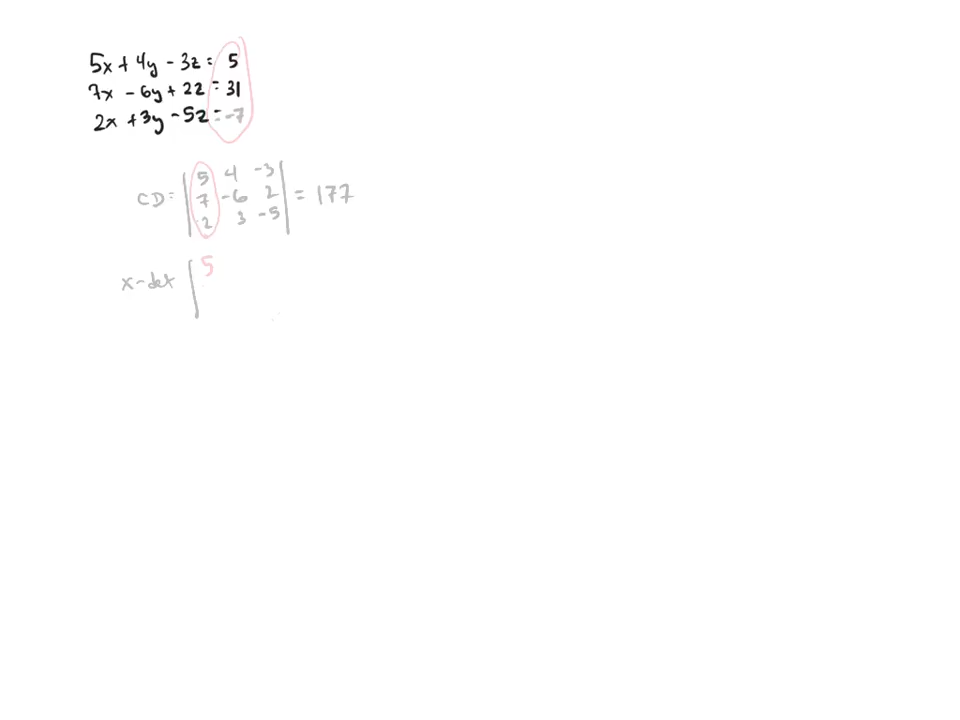 5x + 4y - 3z = 5
7x - 6y + 2z = 31
2x + 3y - 5z = -7
CD = | 5 4 -3 |
| 7 -6 2 | = 177
| 2 3 -5 |
x-det | 5